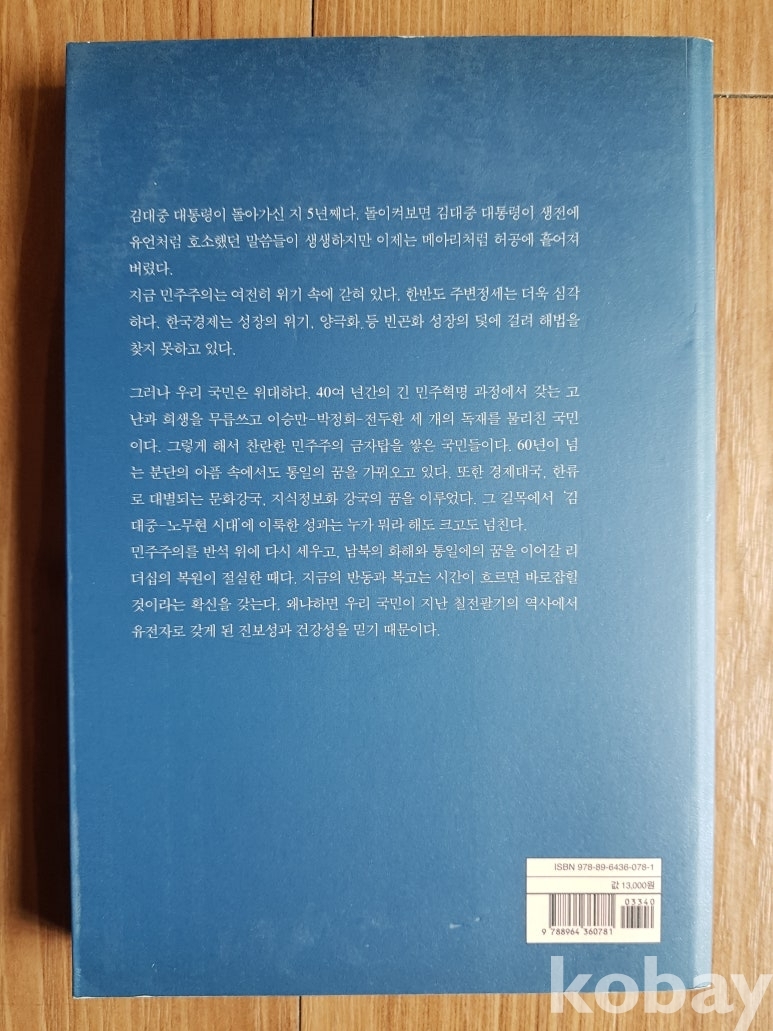 김대중 대통령이 돌아가신 지 5년째다. 돌이켜보면 김대중 대통령이 생전에
유언처럼 호소했던 말씀들이 생생하지만 이제는 메아리처럼 허공에 흩어져
버렸다.
지금 민주주의는 여전히 위기 속에 갇혀 있다. 한반도 주변정세는 더욱 심각
하다. 한국경제는 성장의 위기, 양극화 등 빈곤화 성장의 덫에 걸려 해법을
찾지 못하고 있다.
그러나 우리 국민은 위대하다. 40여 년간의 긴 민주혁명 과정에서 갖는 고
난과 희생을 무릅쓰고 이승만-박정희-전두환 세 개의 독재를 물리친 국민
이다. 그렇게 해서 찬란한 민주주의 금자탑을 쌓은 국민들이다. 60년이 넘
는 분단의 아픔 속에서도 통일의 꿈을 가꿔오고 있다. 또한 경제대국, 한류
로 대별되는 문화강국, 지식정보화 강국의 꿈을 이루었다. 그 길목에서 '김
대중-노무현 시대'에 이룩한 성과는 누가 뭐라 해도 크고도 넘친다.
민주주의를 반석 위에 다시 세우고, 남북의 화해와 통일에의 꿈을 이어갈 리
더십의 복원이 절실한 때다. 지금의 반동과 복고는 시간이 흐르면 바로잡힐
것이라는 확신을 갖는다. 왜냐하면 우리 국민이 지난 칠전팔기의 역사에서
유전자로 갖게 된 진보성과 건강성을 믿기 때문이다.
ISBN 978-89-6436-078-1
값 13,000원
03340
9 788964 360781
kobay